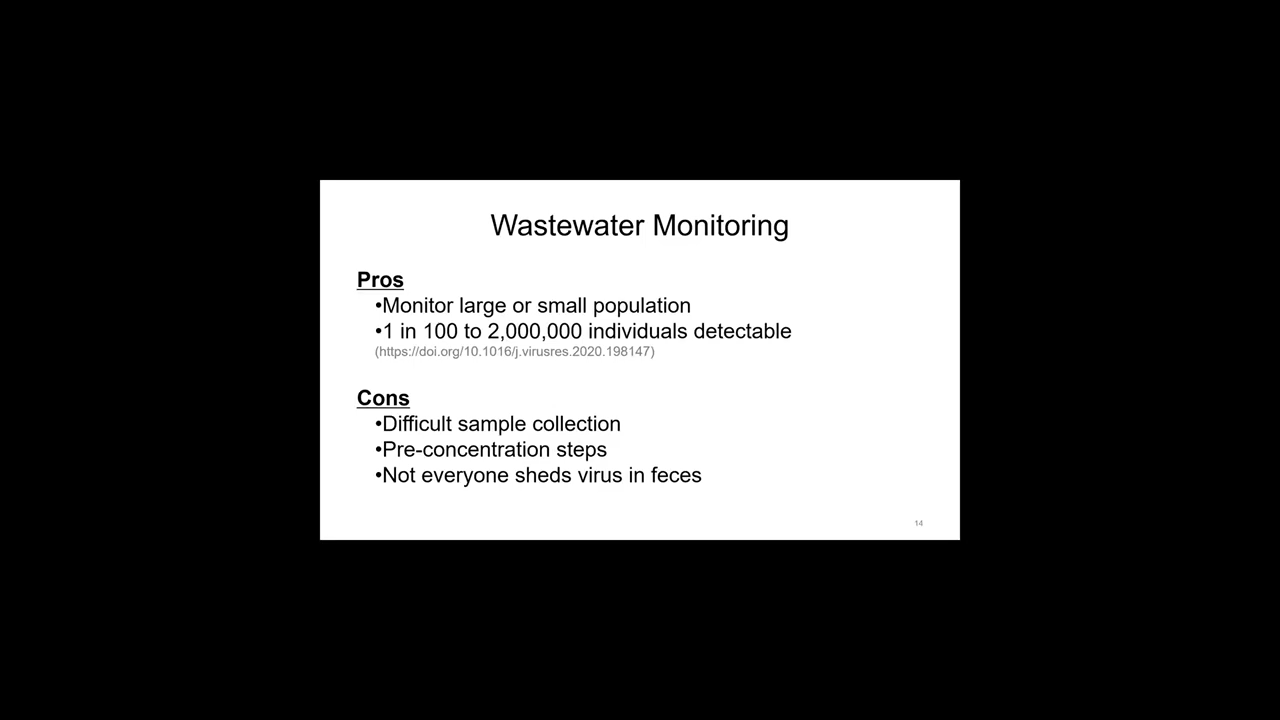 Wastewater Monitoring
Pros
•Monitor large or small population
•1 in 100 to 2,000,000 individuals detectable
(https://doi.org/10.1016/j.virusres.2020.198147)
Cons
•Difficult sample collection
•Pre-concentration steps
•Not everyone sheds virus in feces
14